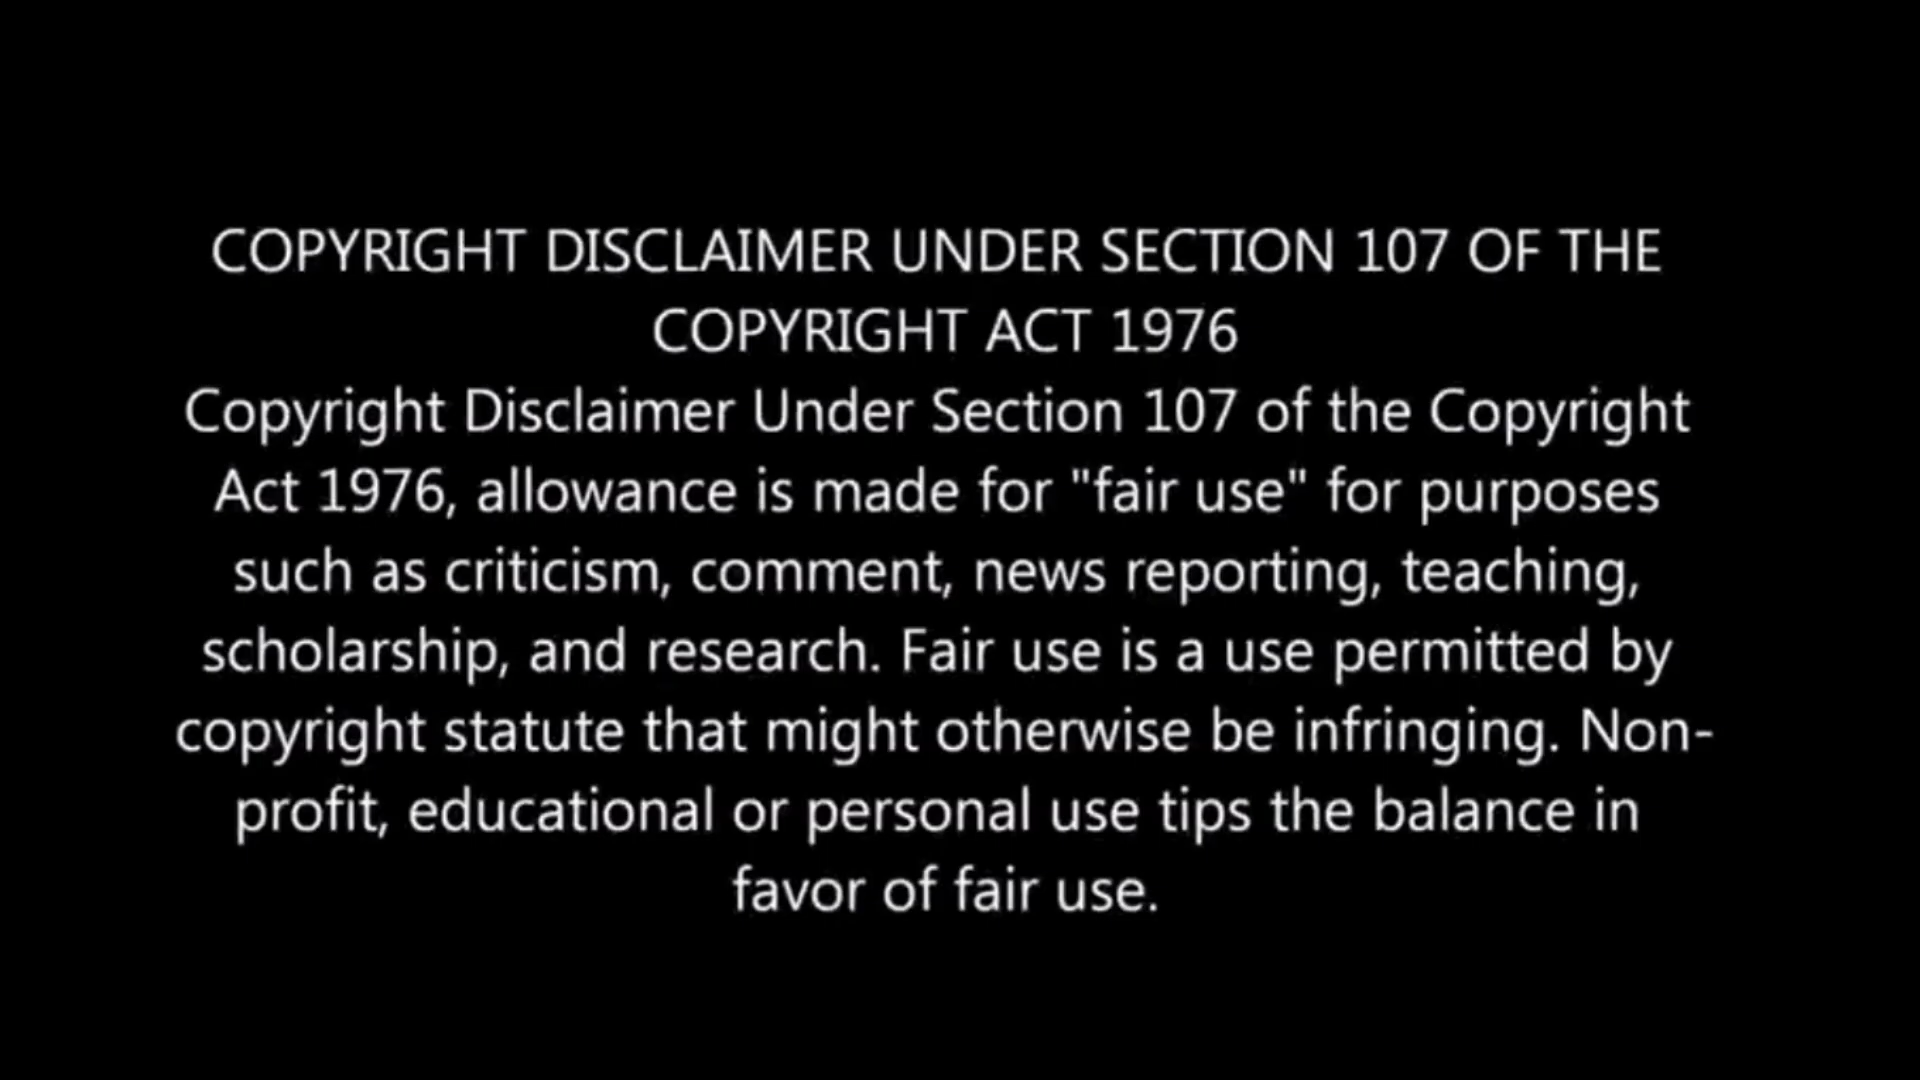 COPYRIGHT DISCLAIMER UNDER SECTION 107 OF THE
COPYRIGHT ACT 1976
Copyright Disclaimer Under Section 107 of the Copyright
Act 1976, allowance is made for "fair use" for purposes
such as criticism, comment, news reporting, teaching,
scholarship, and research. Fair use is a use permitted by
copyright statute that might otherwise be infringing. Non-
profit, educational or personal use tips the balance in
favor of fair use.